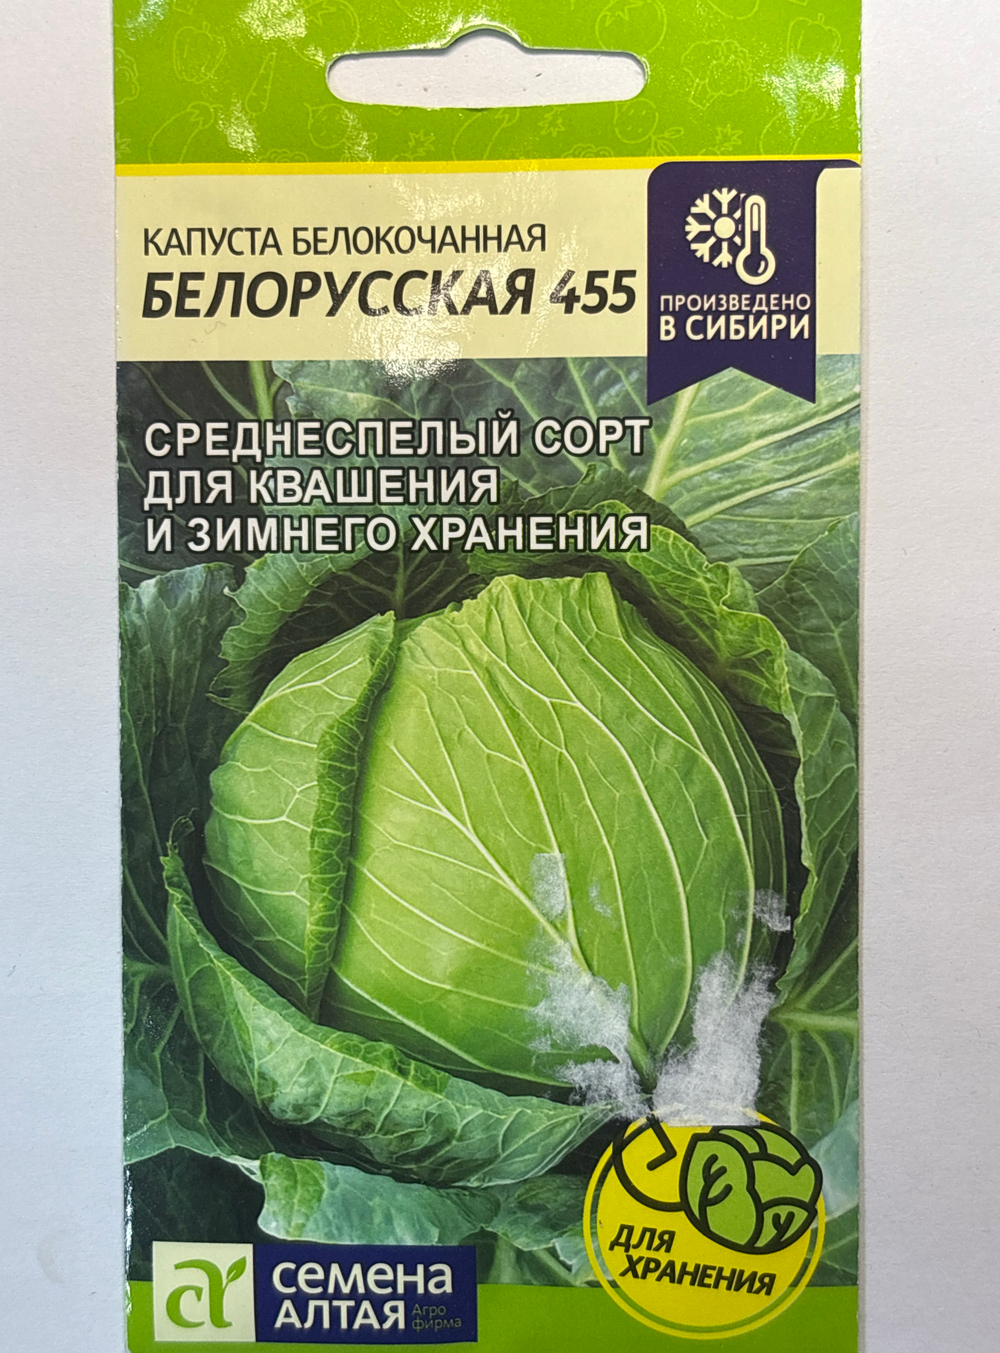 КАПУСТА БЕЛОКОЧАННАЯ
БЕЛОРУССКАЯ 455
ПРОИЗВЕДЕНО
В СИБИРИ
СРЕДНЕСПЕЛЫЙ СОРТ
ДЛЯ КВАШЕНИЯ
И ЗИМНЕГО ХРАНЕНИЯ
ДЛЯ
ХРАНЕНИЯ
семена
АЛТАЯ
Агро
фирма